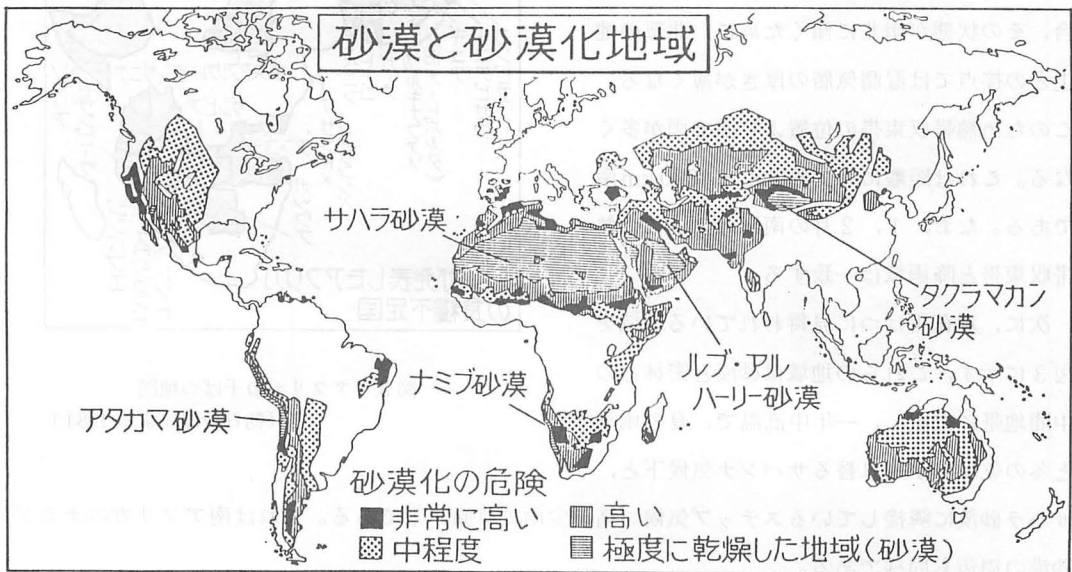 砂漠と砂漠化地域
サハラ砂漠
タクラマカン
砂漠
ルブ・アル
ハーリー砂漠
ナミブ砂漠
アタカマ砂漠
砂漠化の危険
非常に高い
高い
中程度
極度に乾燥した地域(砂漠)